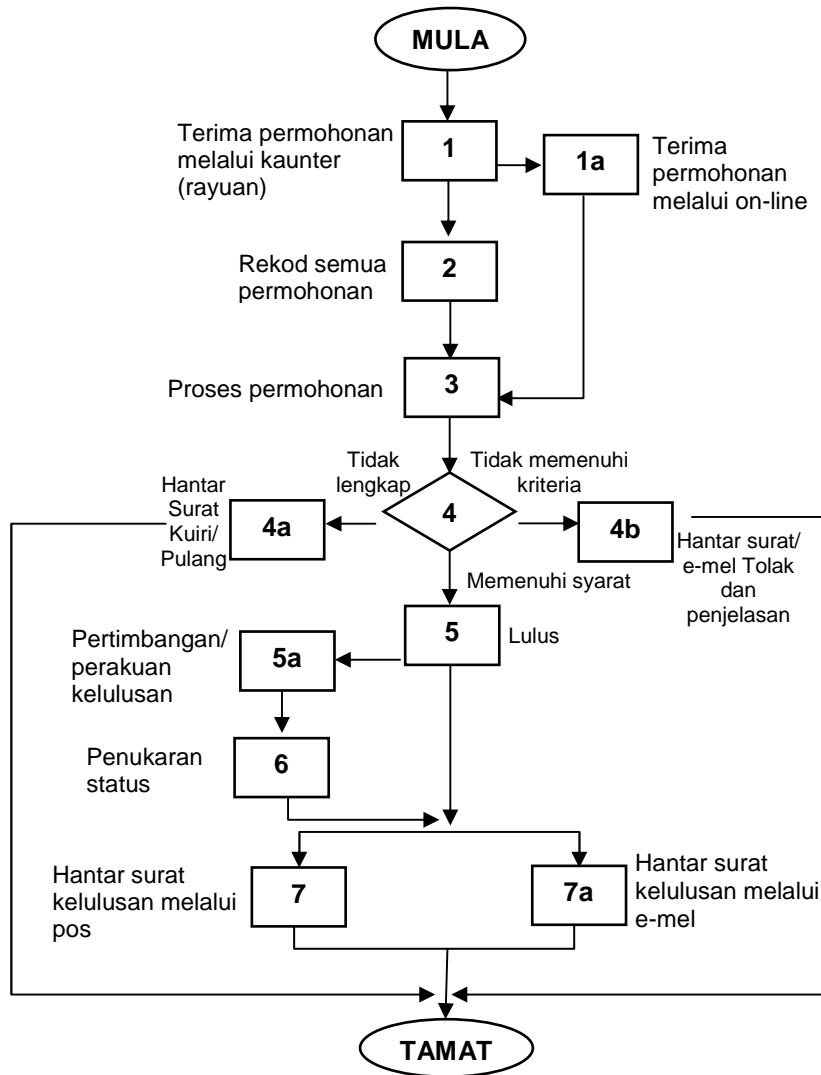 MULA
Terima permohonan
melalui kaunter
(rayuan)
1
1a
Terima
permohonan
melalui on-line
Rekod semua
permohonan
2
Proses permohonan
3
Tidak
lengkap
Tidak memenuhi
kriteria
Hantar
Surat
Kuiri/
Pulang
4a
4
4b
Hantar surat/
e-mel Tolak
dan
penjelasan
Memenuhi syarat
5
Lulus
Pertimbangan/
perakuan
kelulusan
5a
Penukaran
status
6
Hantar surat
kelulusan melalui
pos
7
7a
Hantar surat
kelulusan melalui
e-mel
TAMAT